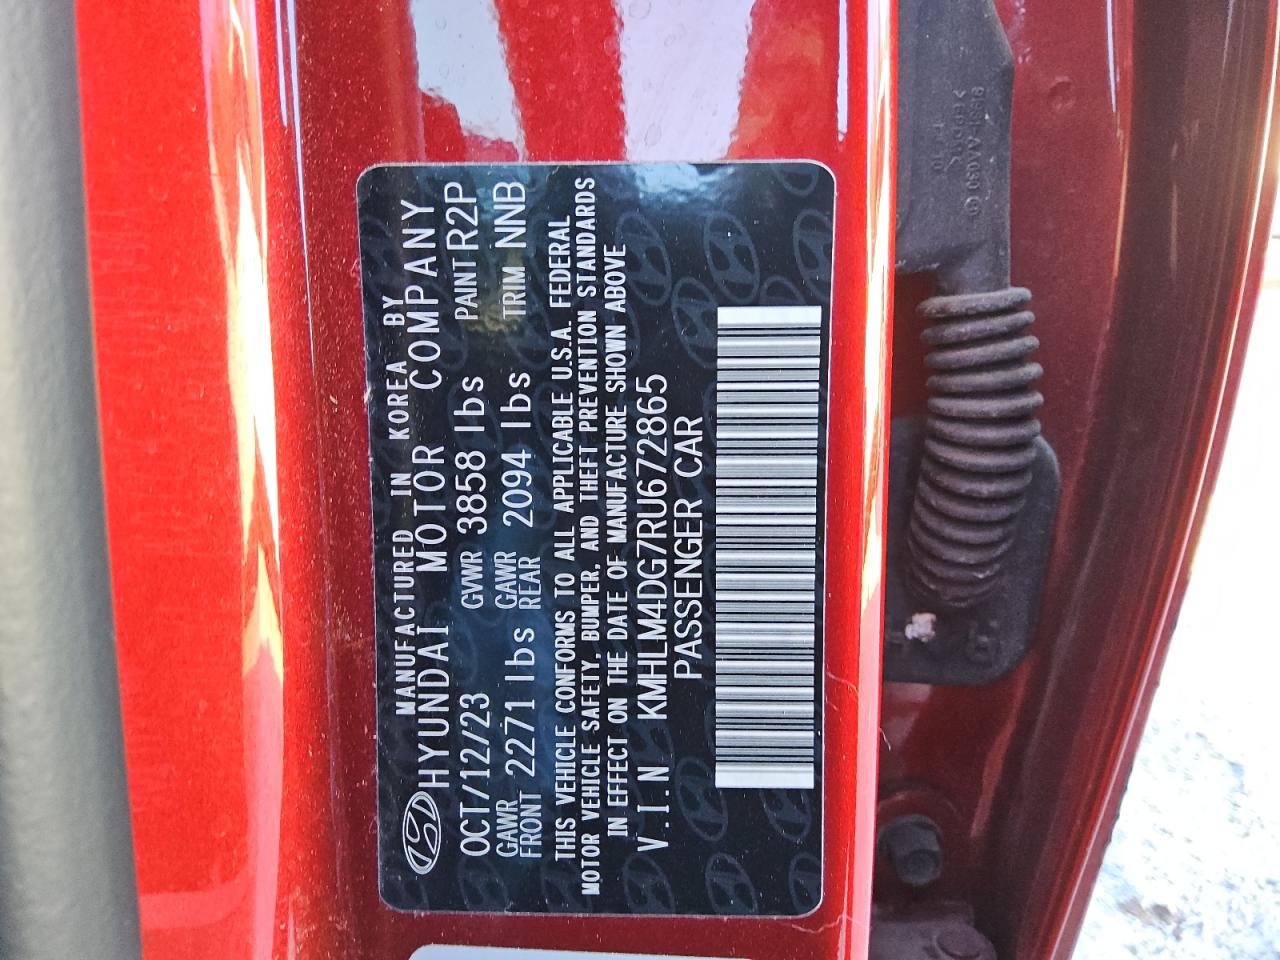 MANUFACTURED IN KOREA BY
HYUNDAI MOTOR COMPANY
OCT/12/23 GVWR 3858 lbs PAINT R2P
GAWR FRONT 2271 lbs GAWR REAR 2094 lbs TRIM NNB
THIS VEHICLE CONFORMS TO ALL APPLICABLE U.S.A. FEDERAL
MOTOR VEHICLE SAFETY, BUMPER, AND THEFT PREVENTION STANDARDS
IN EFFECT ON THE DATE OF MANUFACTURE SHOWN ABOVE
V.I.N KMHLM4DG7RU672865
PASSENGER CAR